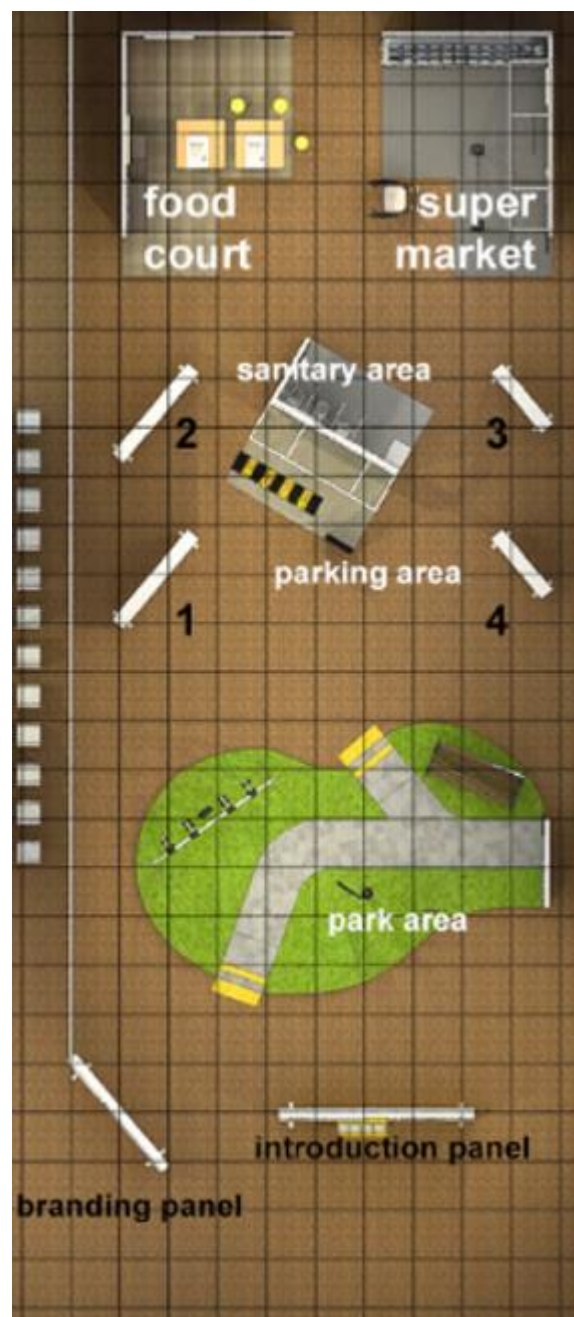 food
court
super
market
sanitary area
2
3
parking area
1
4
park area
introduction panel
branding panel